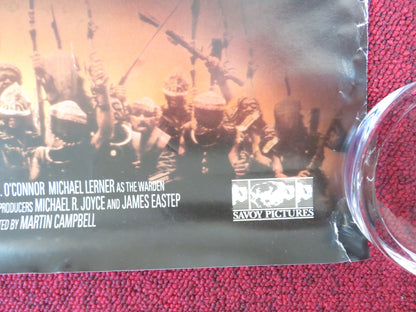 O'CONNOR MICHAEL LERNER AS THE WARDEN
PRODUCERS MICHAEL R. JOYCE AND JAMES EASTEP
TED BY MARTIN CAMPBELL
SAVOY PICTURES